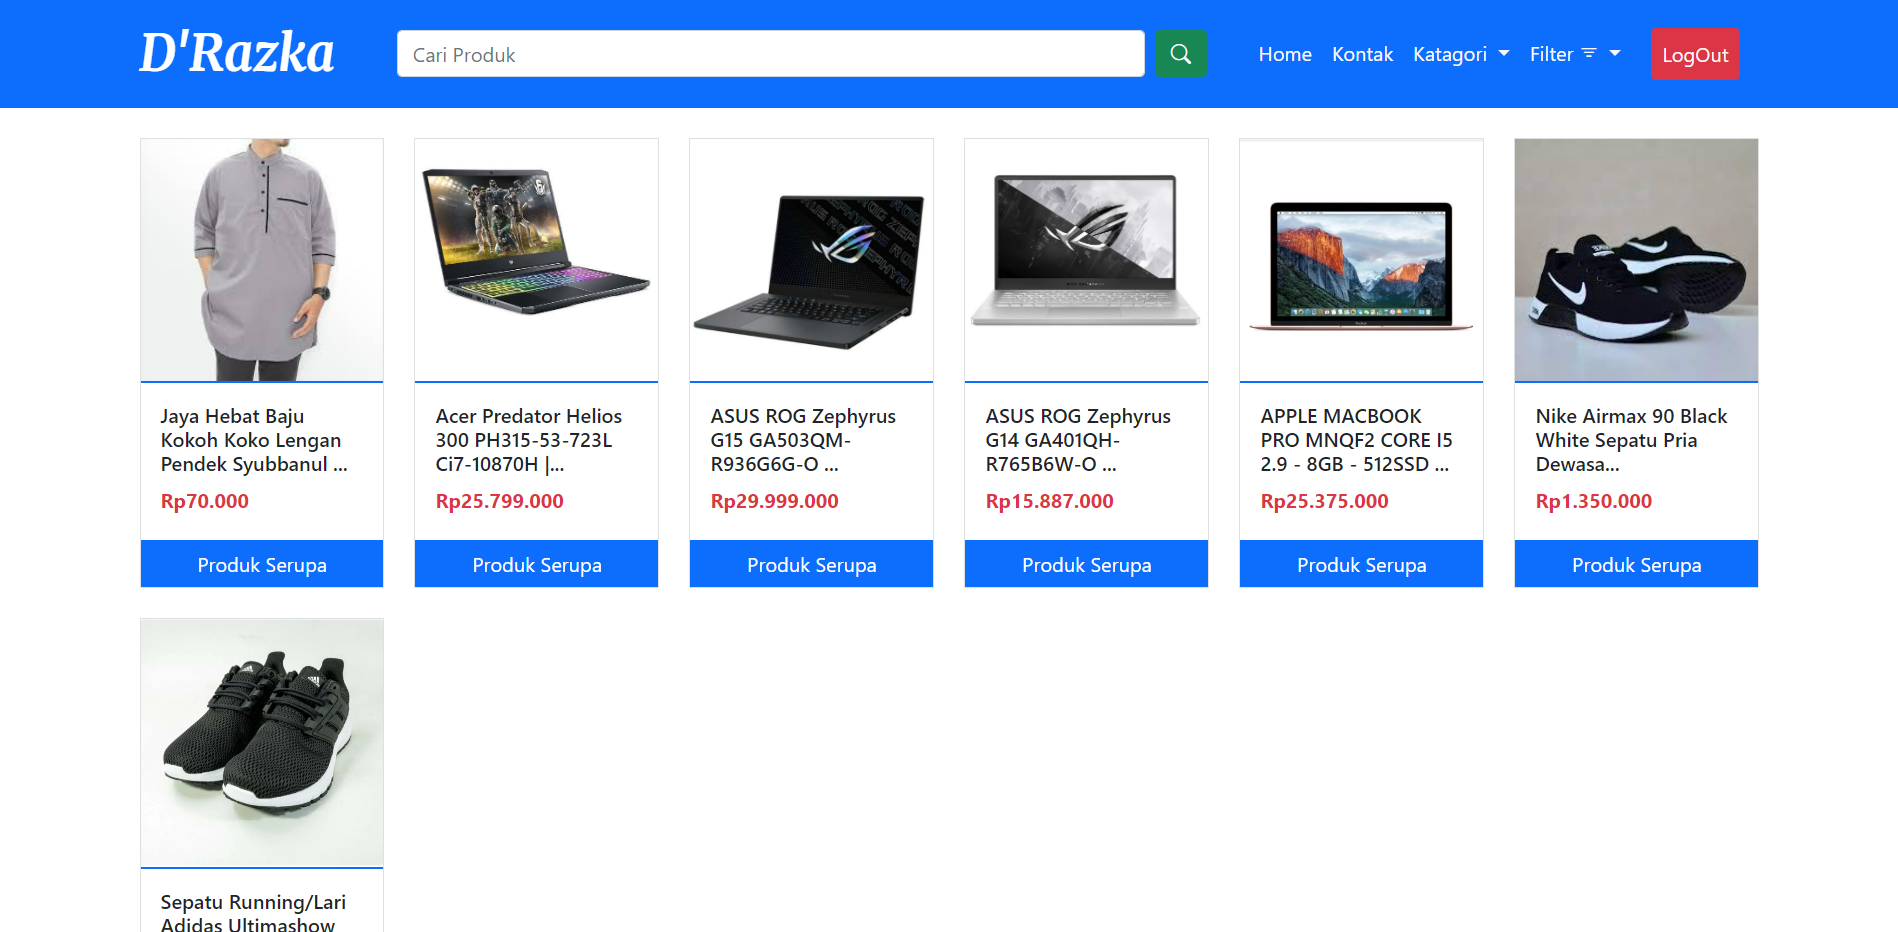 D'Razka
Cari Produk
Home
Kontak
Katagori
Filter
LogOut
Jaya Hebat Baju
Kokoh Koko Lengan
Pendek Syubbanul ...
Rp70.000
Produk Serupa
Acer Predator Helios
300 PH315-53-723L
Ci7-10870H |...
Rp25.799.000
Produk Serupa
ASUS ROG Zephyrus
G15 GA503QM-
R936G6G-O ...
Rp29.999.000
Produk Serupa
ASUS ROG Zephyrus
G14 GA401QH-
R765B6W-O ...
Rp15.887.000
Produk Serupa
APPLE MACBOOK
PRO MNQF2 CORE I5
2.9 - 8GB - 512SSD ...
Rp25.375.000
Produk Serupa
Nike Airmax 90 Black
White Sepatu Pria
Dewasa...
Rp1.350.000
Produk Serupa
Sepatu Running/Lari
Adidas Ultimashow